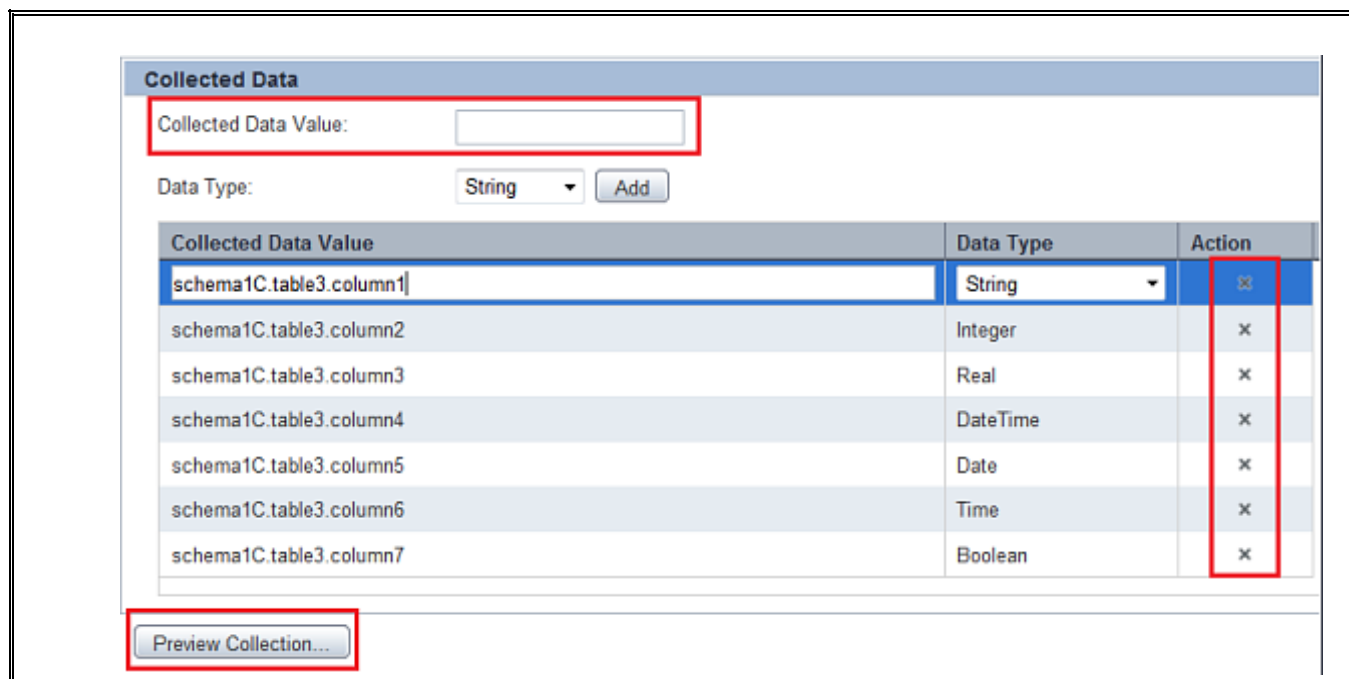 Collected Data
Collected Data Value:
Data Type: String Add
Collected Data Value Data Type Action
schema1C.table3.column1 String
schema1C.table3.column2 Integer
schema1C.table3.column3 Real
schema1C.table3.column4 DateTime
schema1C.table3.column5 Date
schema1C.table3.column6 Time
schema1C.table3.column7 Boolean
Preview Collection...